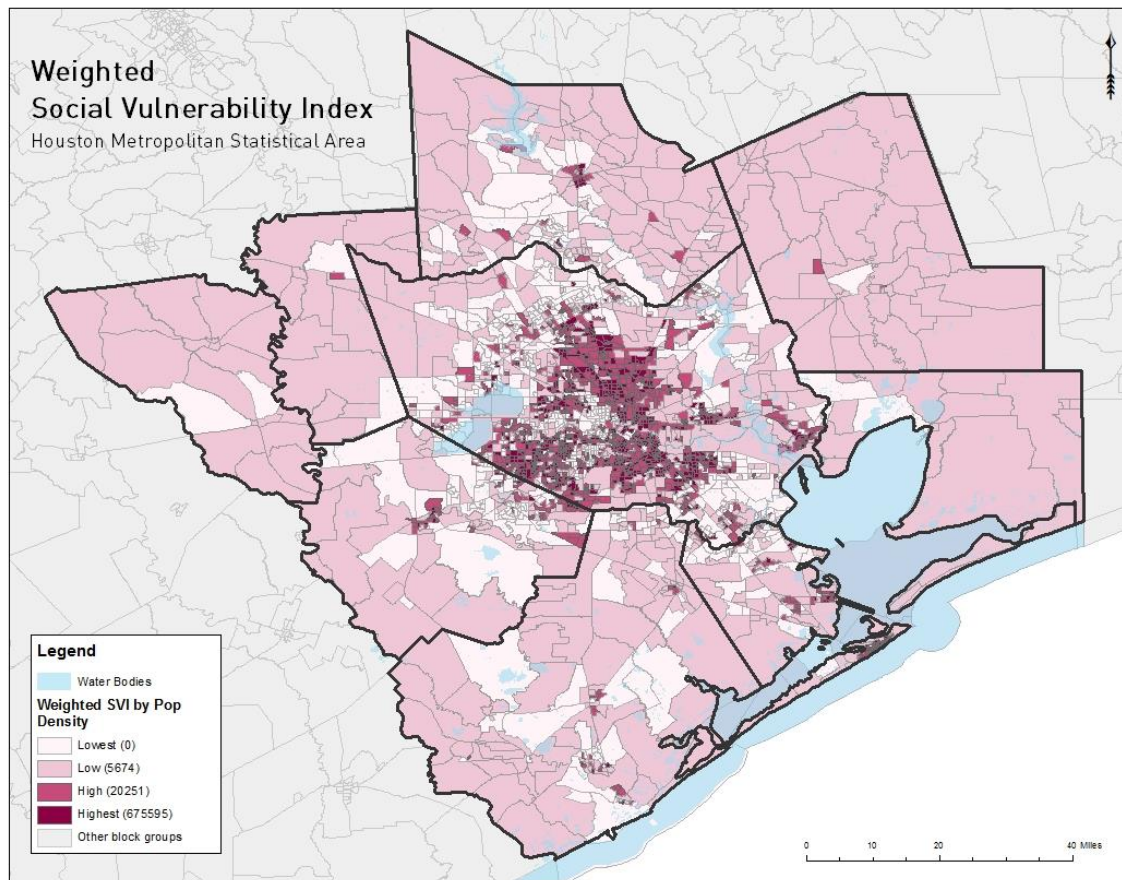 Weighted
Social Vulnerability Index
Houston Metropolitan Statistical Area
Legend
Water Bodies
Weighted SVI by Pop
Density
Lowest (0)
Low (5674)
High (20251)
Highest (675595)
Other block groups
0 10 20 40 Miles